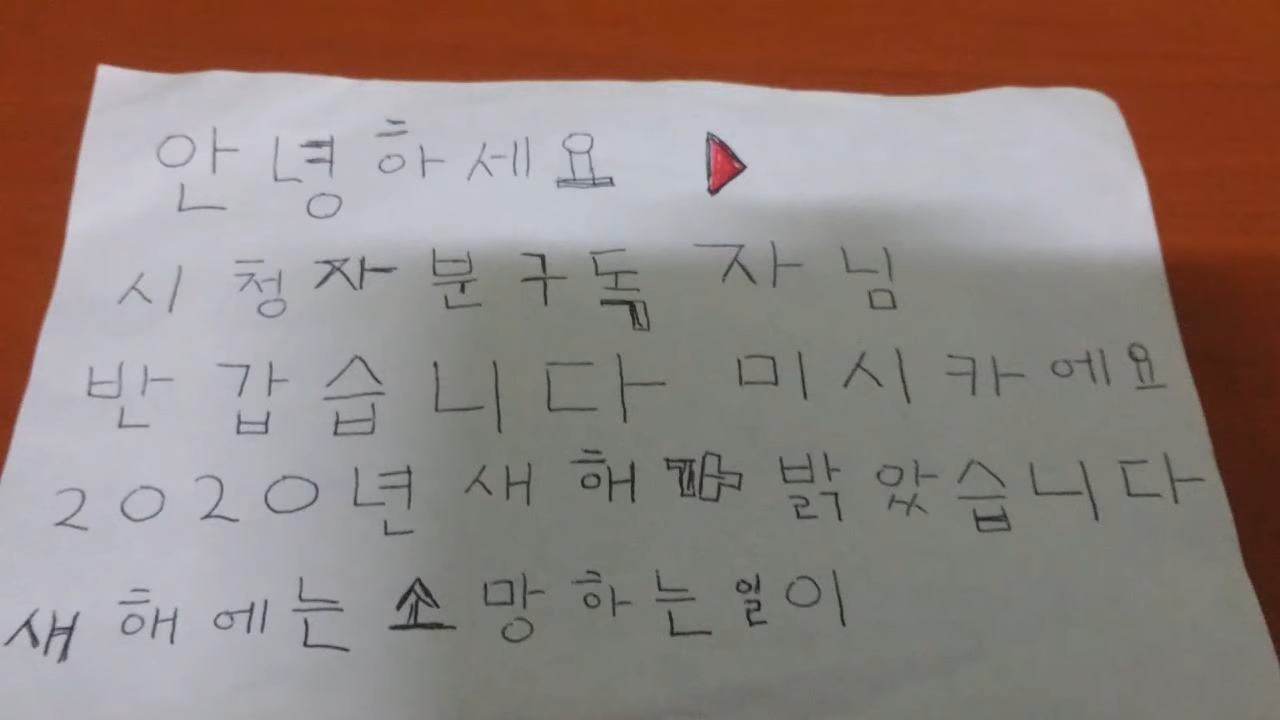 안녕하세요
시청자분구독 자님
반갑습니다 미시카에요
2020년 새해가 밝았습니다
새해에는 소망하는일이